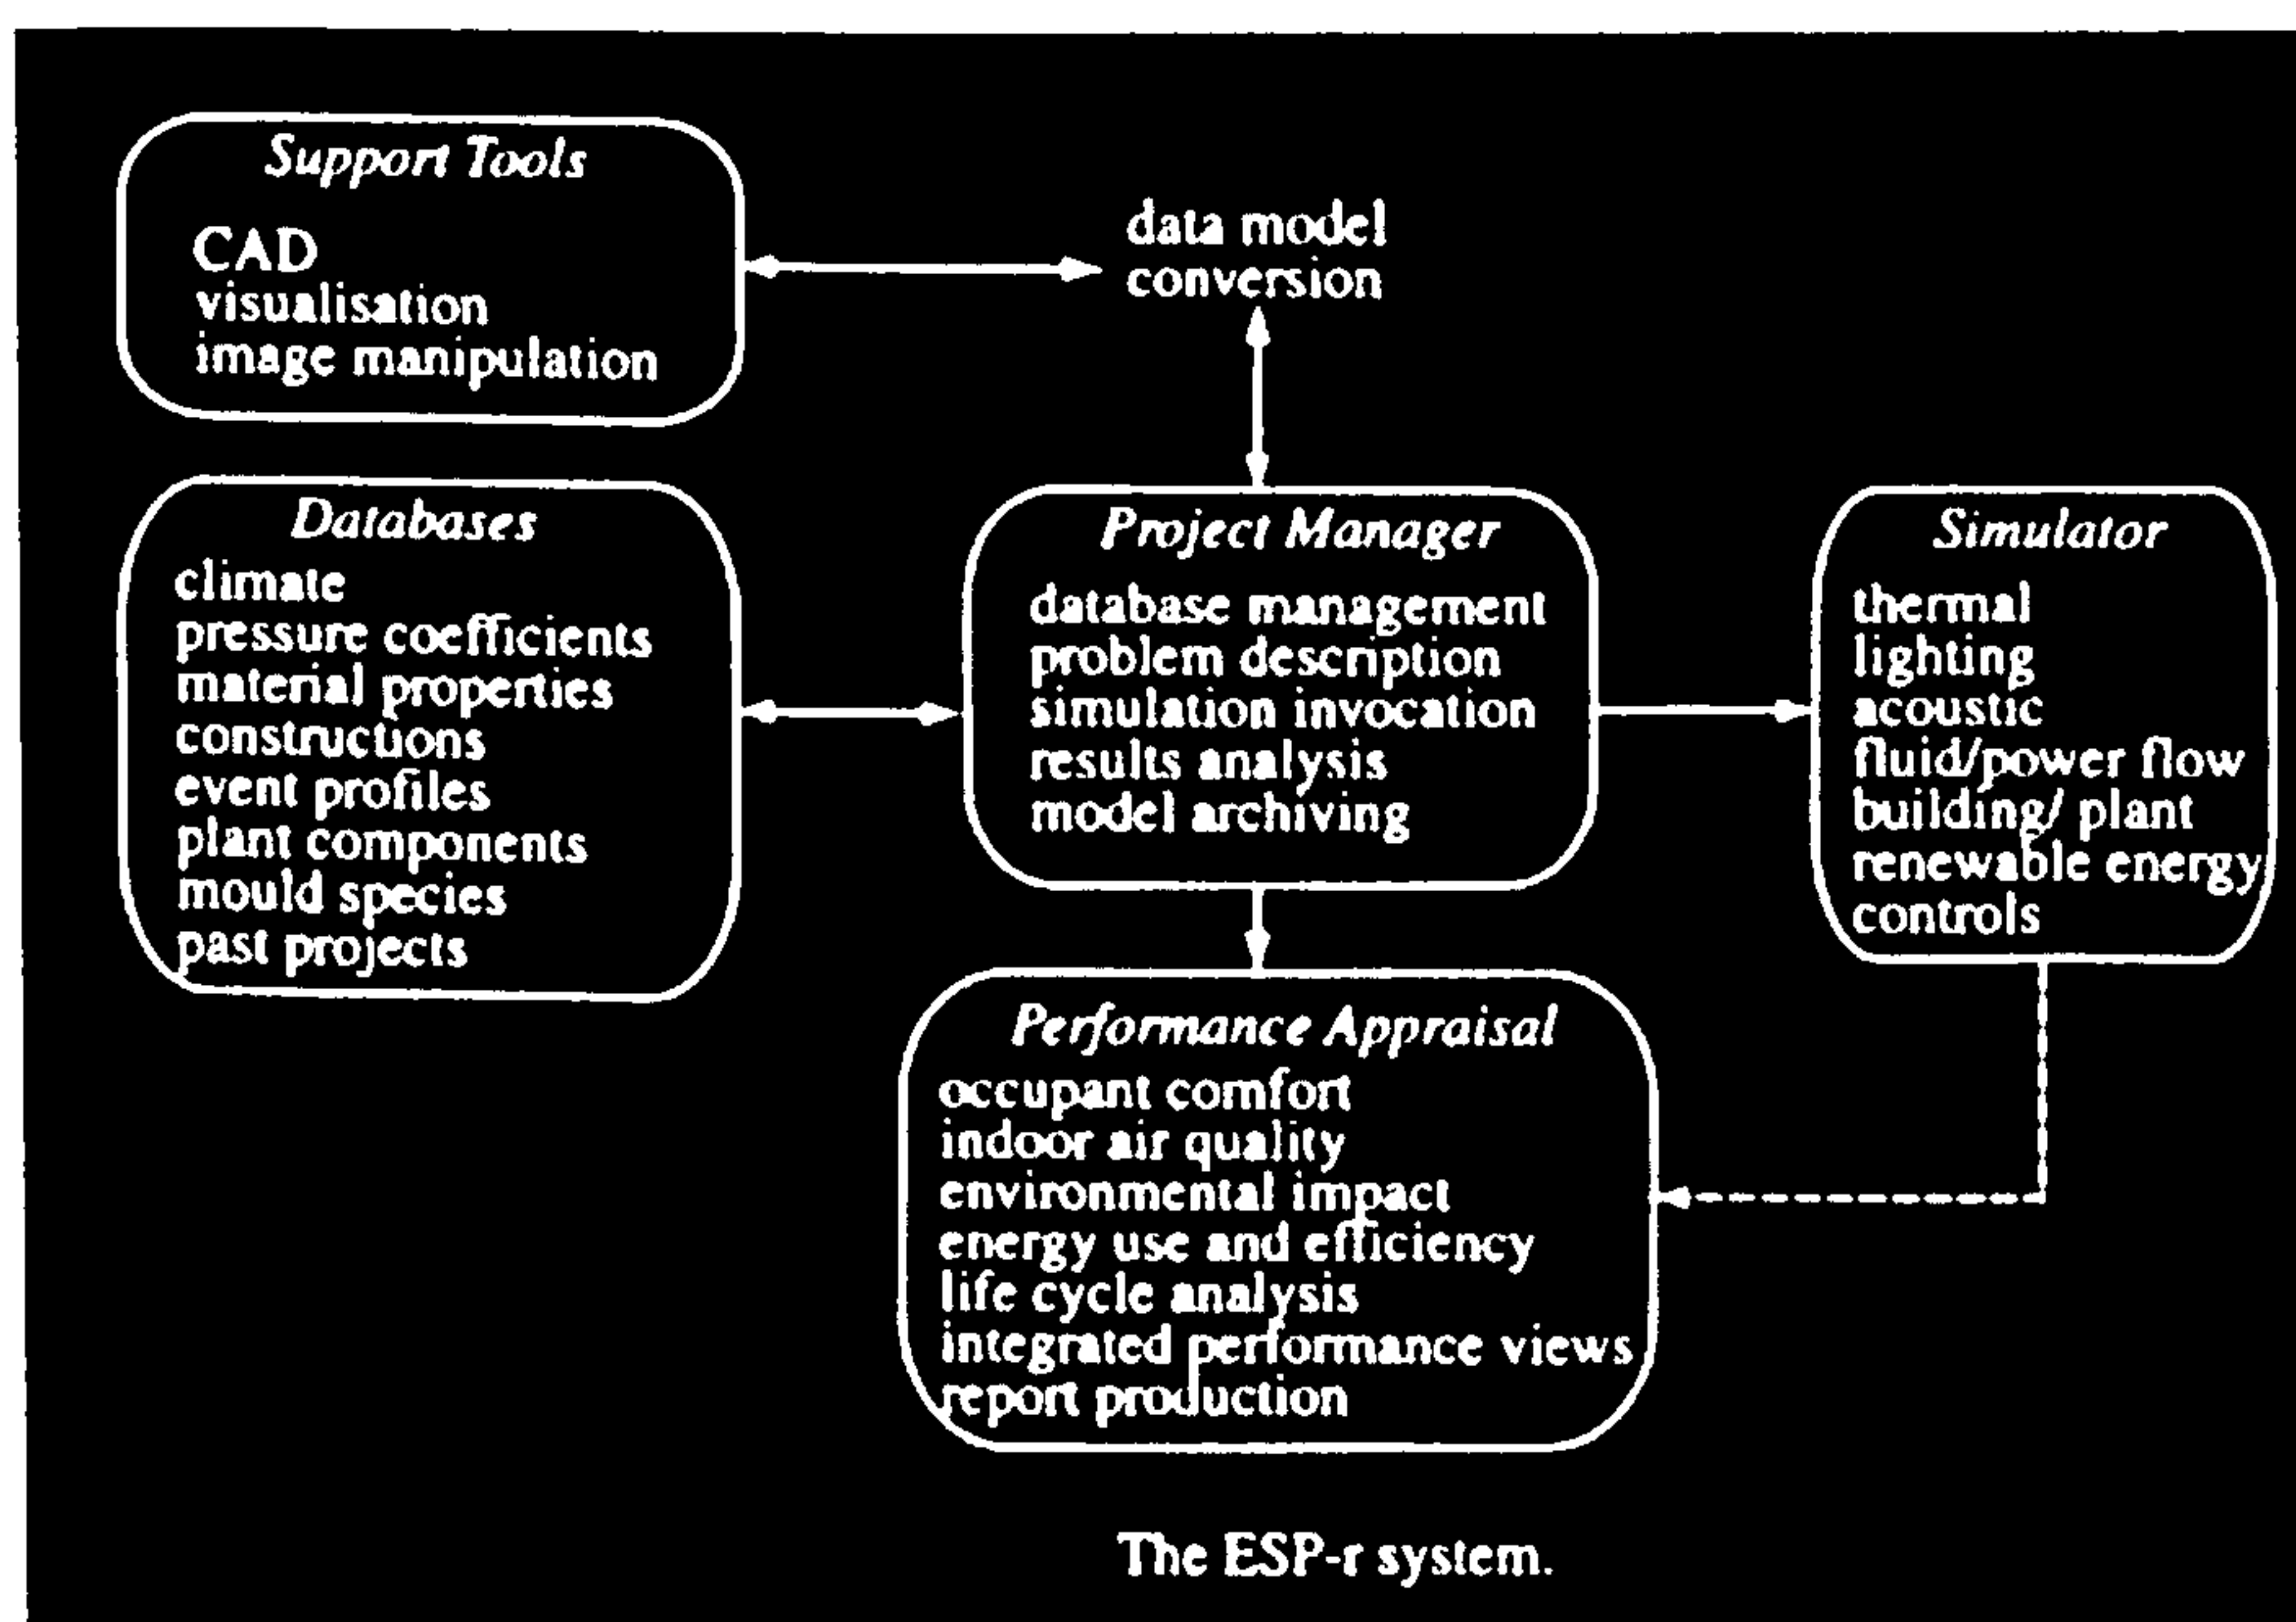 Support Tools
CAD
visualisation
image manipulation
data model
conversion
Databases
climate
pressure coefficients
material properties
constructions
event profiles
plant components
mould species
past projects
Project Manager
database management
problem description
simulation invocation
results analysis
model archiving
Simulator
thermal
lighting
acoustic
fluid/power flow
building/ plant
renewable energy
controls
Performance Appraisal
occupant comfort
indoor air quality
environmental impact
energy use and efficiency
life cycle analysis
integrated performance views
report production
The ESP-r system.